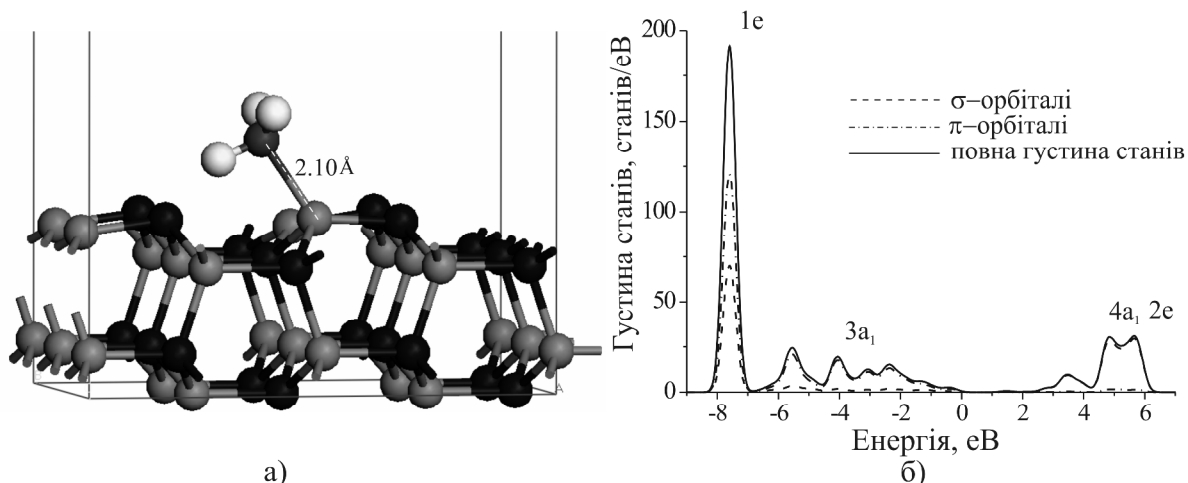 2.10Å
а)
1e
200
150
100
50
0
Густина станів, станів/еВ
σ–орбіталі
π–орбіталі
повна густина станів
3a₁
4a₁ 2e
-8 -6 -4 -2 0 2 4 6
Енергія, еВ
б)